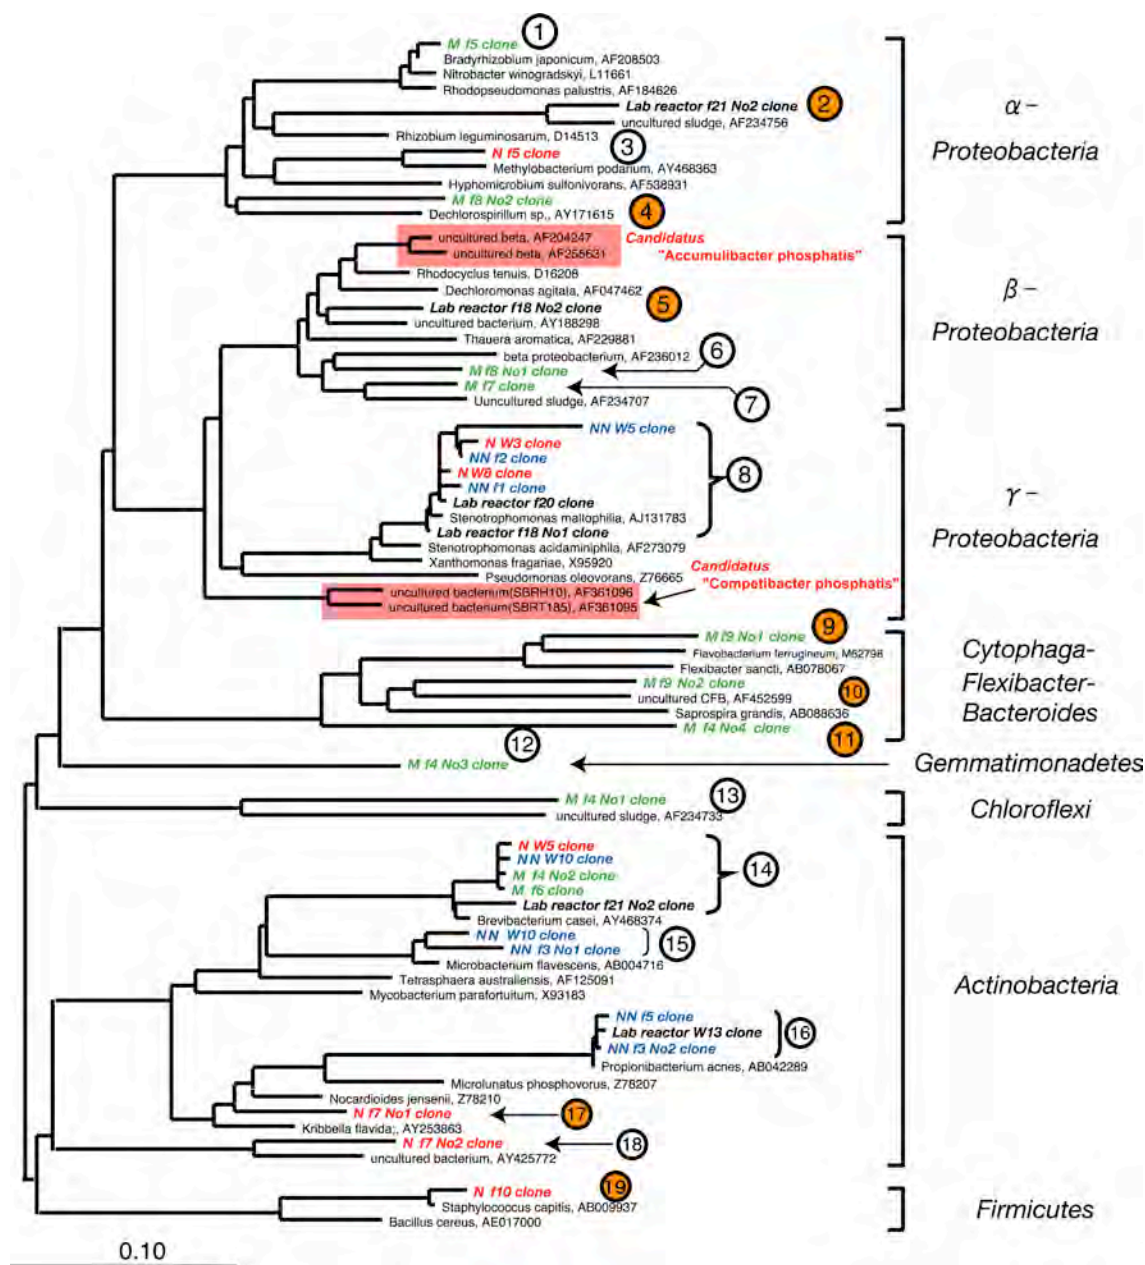 M f5 clone
1
Bradyrhizobium japonicum, AF208503
Nitrobacter winogradskyi, L11661
Rhodopseudomonas palustris, AF184626
Lab reactor f21 No2 clone
2
uncultured sludge, AF234756
Rhizobium leguminosarum, D14513
N f5 clone
3
Methylobacterium podarium, AY468363
Hyphomicrobium sulfonivorans, AF538931
M f8 No2 clone
4
Dechlorospirillum sp., AY171615
α-
Proteobacteria
uncultured beta, AF204247
uncultured beta, AF255631
Candidatus
"Accumulibacter phosphatis"
Rhodocyclus tenuis, D16208
Dechloromonas agitata, AF047462
Lab reactor f18 No2 clone
5
uncultured bacterium, AY188298
Thauera aromatica, AF229881
beta proteobacterium, AF236012
6
M f8 No1 clone
M f7 clone
7
Uuncultured sludge, AF234707
β-
Proteobacteria
NN W5 clone
N W3 clone
NN f2 clone
N W8 clone
NN f1 clone
8
Lab reactor f20 clone
Stenotrophomonas maltophilia, AJ131783
Lab reactor f18 No1 clone
Stenotrophomonas acidaminiphila, AF273079
Xanthomonas fragariae, X95920
Pseudomonas oleovorans, Z76665
uncultured bacterium(SBRH10), AF361096
uncultured bacterium(SBRT185), AF361095
Candidatus
"Competibacter phosphatis"
γ-
Proteobacteria
M f9 No1 clone
9
Flavobacterium ferrugineum, M62798
Flexibacter sancti, AB078067
M f9 No2 clone
10
uncultured CFB, AF452599
Saprospira grandis, AB088636
M f4 No4 clone
11
Cytophaga-
Flexibacter-
Bacteroides
12
M f4 No3 clone
Gemmatimonadetes
M f4 No1 clone
13
uncultured sludge, AF234733
Chloroflexi
N W5 clone
NN W10 clone
M f4 No2 clone
14
M f6 clone
Lab reactor f21 No2 clone
Brevibacterium casei, AY468374
NN W10 clone
NN f3 No1 clone
15
Microbacterium flavescens, AB004716
Tetrasphaera australiensis, AF125091
Mycobacterium parafortuitum, X93183
Actinobacteria
NN f5 clone
Lab reactor W13 clone
16
NN f3 No2 clone
Propionibacterium acnes, AB042289
Microlunatus phosphovorus, Z78207
Nocardioides jensenii, Z78210
N f7 No1 clone
17
Kribbella flavida;, AY253863
N f7 No2 clone
18
uncultured bacterium, AY425772
N f10 clone
19
Staphylococcus capitis, AB009937
Bacillus cereus, AE017000
Firmicutes
0.10